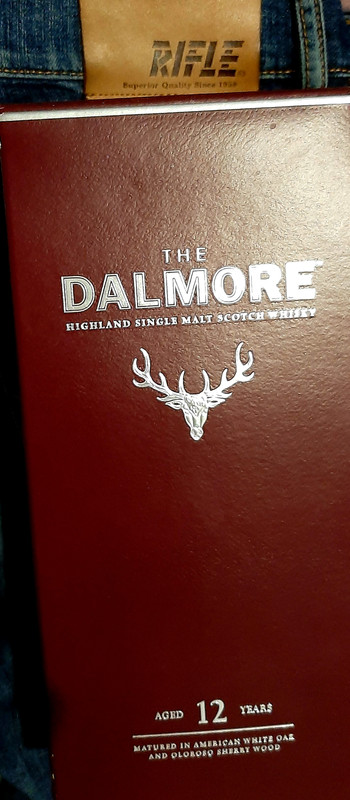 RIFLE
Superior Quality Since 1958
THE
DALMORE
HIGHLAND SINGLE MALT SCOTCH WHISKY
AGED 12 YEARS
MATURED IN AMERICAN WHITE OAK
AND OLOROSO SHERRY WOOD